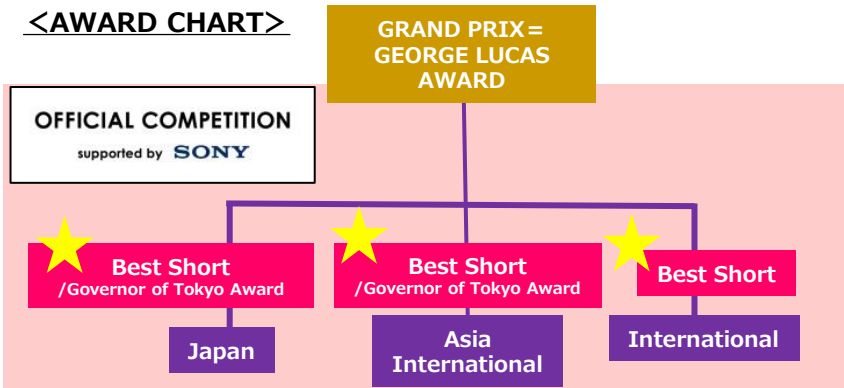 <AWARD CHART>
GRAND PRIX=
GEORGE LUCAS
AWARD
OFFICIAL COMPETITION
supported by SONY
Best Short
/Governor of Tokyo Award
Best Short
/Governor of Tokyo Award
Best Short
Japan
Asia
International
International